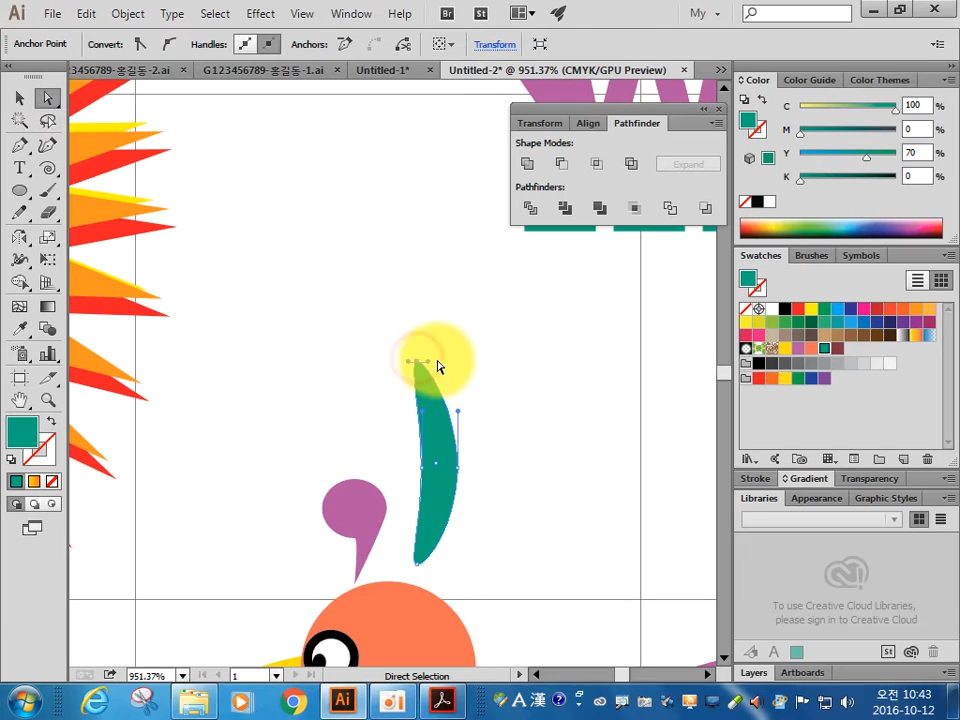 Ai File Edit Object Type Select Effect View Window Help Br St My
Anchor Point Convert: Handles: Anchors: Transform
3456789-홍길동-2.ai G123456789-홍길동-1.ai Untitled-1* Untitled-2* @ 951.37% (CMYK/GPU Preview)
Color Color Guide Color Themes
C 100 %
M 0 %
Y 70 %
K 0 %
Transform Align Pathfinder
Shape Modes:
Expand
Pathfinders:
Swatches Brushes Symbols
Stroke Gradient Transparency
Libraries Appearance Graphic Styles
To use Creative Cloud Libraries,
please sign in to Creative Cloud
St
Layers Artboards
951.37% 1 Direct Selection
Ai A 漢 오전 10:43
2016-10-12